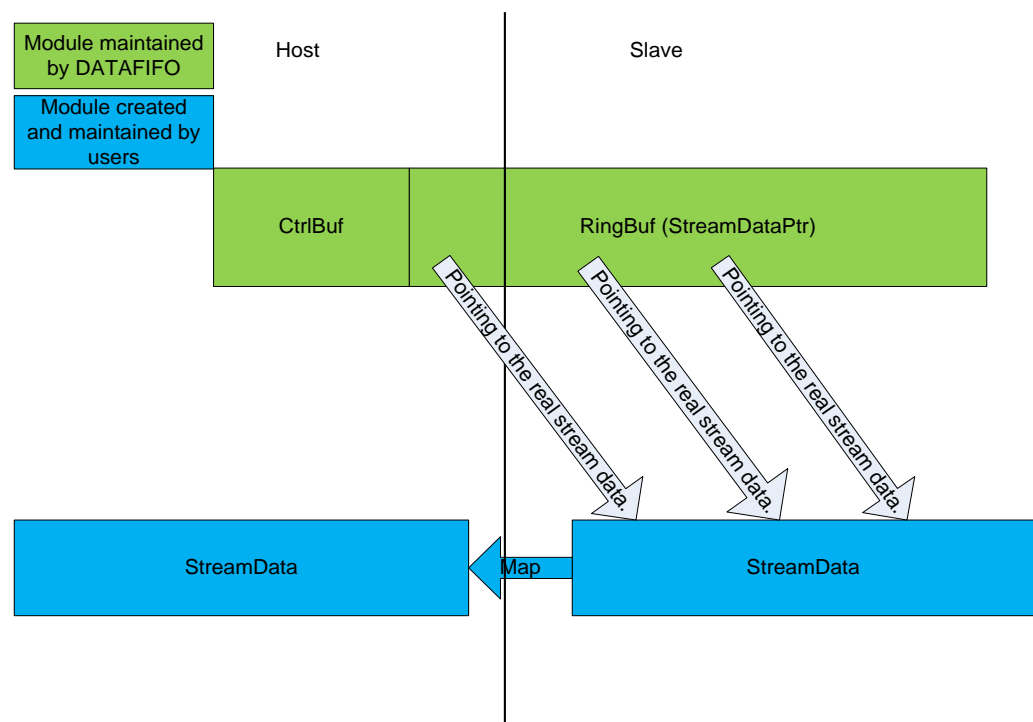 Module maintained
by DATAFIFO
Host
Slave
Module created
and maintained by
users
CtrlBuf
RingBuf (StreamDataPtr)
Pointing to the real stream data.
Pointing to the real stream data.
Pointing to the real stream data.
StreamData
Map
StreamData